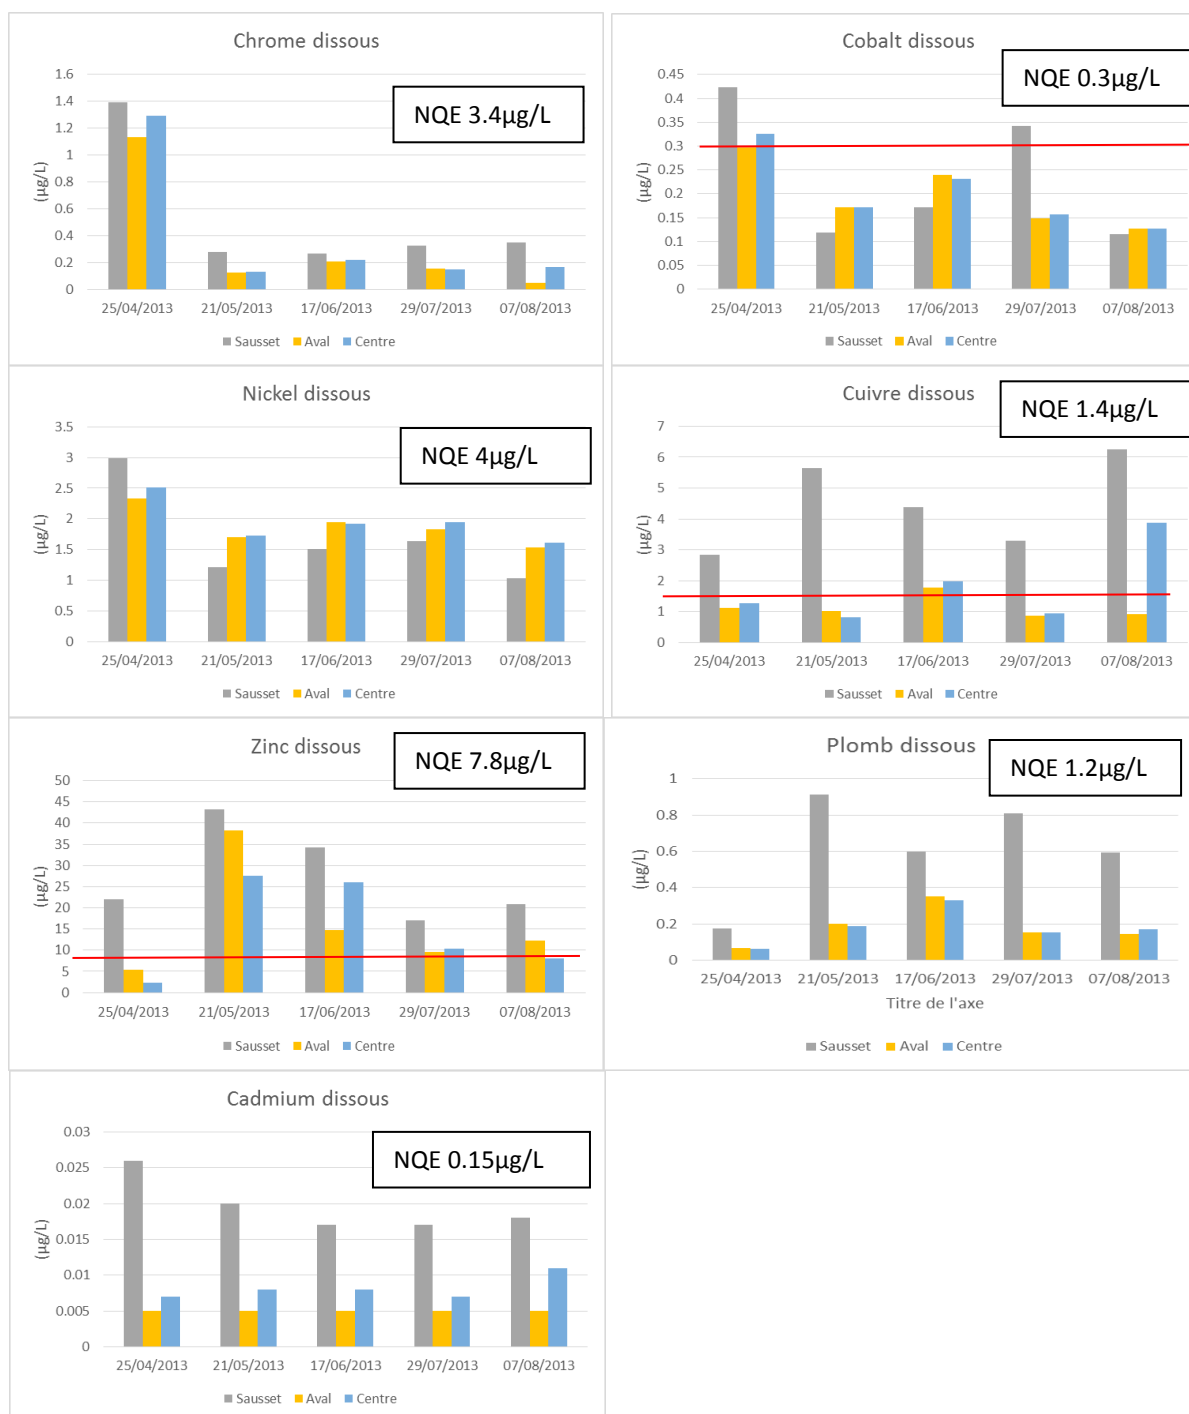 Chrome dissous
NQE 3.4µg/L
(µg/L)
1.6
1.4
1.2
1
0.8
0.6
0.4
0.2
0
25/04/2013 21/05/2013 17/06/2013 29/07/2013 07/08/2013
Sausset Aval Centre
Cobalt dissous
NQE 0.3µg/L
(µg/L)
0.45
0.4
0.35
0.3
0.25
0.2
0.15
0.1
0.05
0
25/04/2013 21/05/2013 17/06/2013 29/07/2013 07/08/2013
Sausset Aval Centre
Nickel dissous
NQE 4µg/L
(µg/L)
3.5
3
2.5
2
1.5
1
0.5
0
25/04/2013 21/05/2013 17/06/2013 29/07/2013 07/08/2013
Sausset Aval Centre
Cuivre dissous
NQE 1.4µg/L
(µg/L)
7
6
5
4
3
2
1
0
25/04/2013 21/05/2013 17/06/2013 29/07/2013 07/08/2013
Sausset Aval Centre
Zinc dissous
NQE 7.8µg/L
(µg/L)
50
45
40
35
30
25
20
15
10
5
0
25/04/2013 21/05/2013 17/06/2013 29/07/2013 07/08/2013
Sausset Aval Centre
Plomb dissous
NQE 1.2µg/L
(µg/L)
1
0.8
0.6
0.4
0.2
0
25/04/2013 21/05/2013 17/06/2013 29/07/2013 07/08/2013
Titre de l'axe
Sausset Aval Centre
Cadmium dissous
NQE 0.15µg/L
(µg/L)
0.03
0.025
0.02
0.015
0.01
0.005
0
25/04/2013 21/05/2013 17/06/2013 29/07/2013 07/08/2013
Sausset Aval Centre